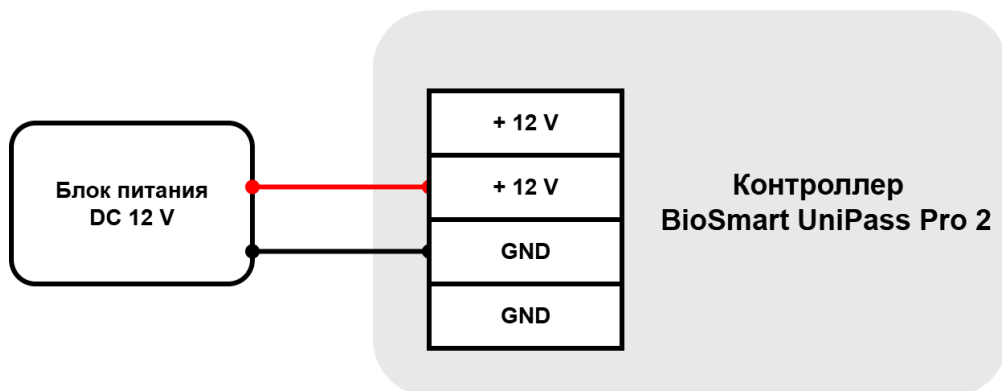 Блок питания
DC 12 V
+ 12 V
+ 12 V
GND
GND
Контроллер
BioSmart UniPass Pro 2